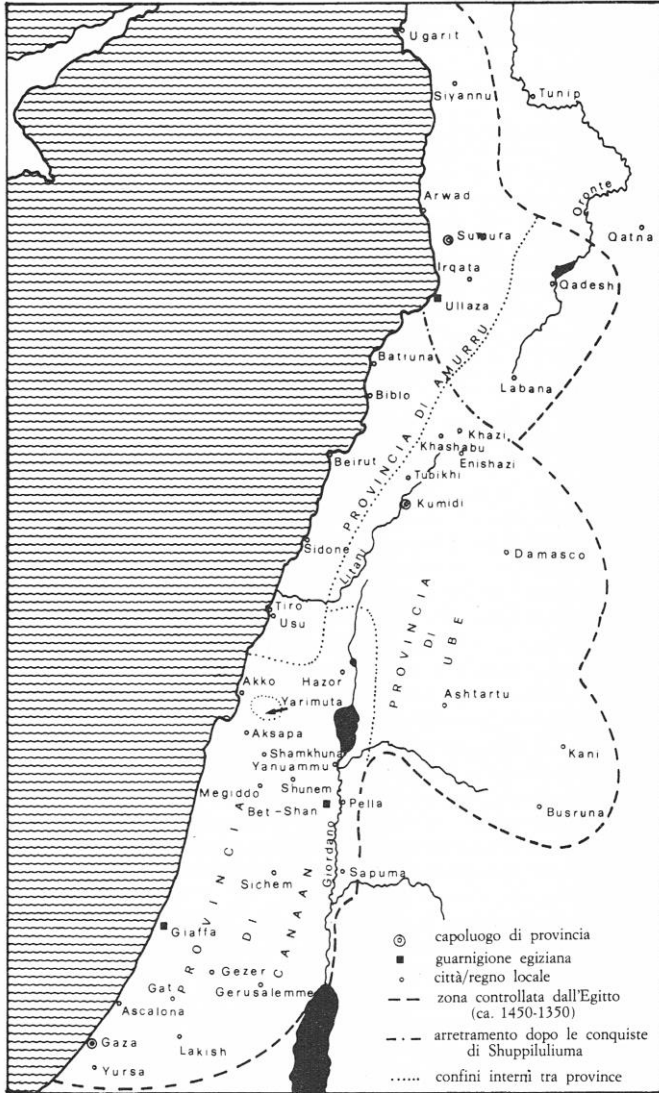 Ugarit
Siyannu
Tunip
Oronte
Arwad
Qatna
Irqata
Qadesh
Ullaza
Batruna
PROVINCIA DI AMURRU
Biblo
Labana
Khazi
Khashabu
Enishazi
Beirut
Tubikhi
Kumidi
Sidone
Litani
Damasco
PROVINCIA DI UBE
Tiro
Usu
Hazor
Akko
Yarimuta
Ashtartu
Aksapa
Shamkhuna
Yanuammu
Kani
Shunem
Megiddo
Bet-Shan
Pella
Busruna
Giordano
PROVINCIA DI CANAAN
Sichem
Sapuma
Giaffa
Gezer
Gat
Gerusalemme
Ascalona
Gaza
Lakish
Yursa
capoluogo di provincia
guarnigione egiziana
città/regno locale
zona controllata dall'Egitto
(ca. 1450-1350)
arretramento dopo le conquiste
di Shuppiluliuma
confini interni tra province